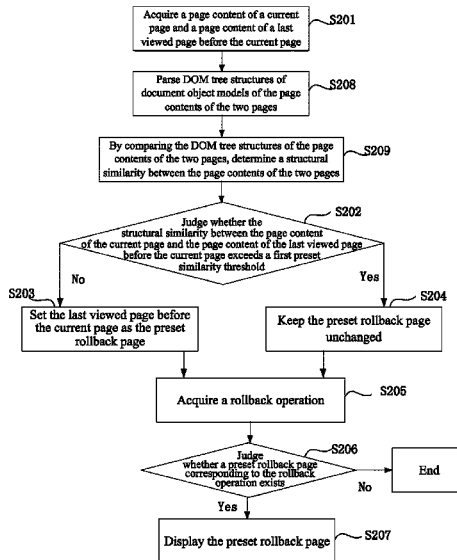 Acquire a page content of a current
page and a page content of a last
viewed page before the current page
S201
Parse DOM tree structures of
document object models of the page
contents of the two pages
S208
By comparing the DOM tree structures of the page
contents of the two pages, determine a structural
similarity between the page contents of the two pages
S209
S202
Judge whether the
structural similarity between the page content
of the current page and the page content of the last viewed page
before the current page exceeds a first preset
similarity threshold
No
Yes
S203
Set the last viewed page before
the current page as the preset
rollback page
S204
Keep the preset rollback page
unchanged
Acquire a rollback operation
S205
S206
Judge
whether a preset rollback page
corresponding to the rollback
operation exists
No
End
Yes
Display the preset rollback page
S207